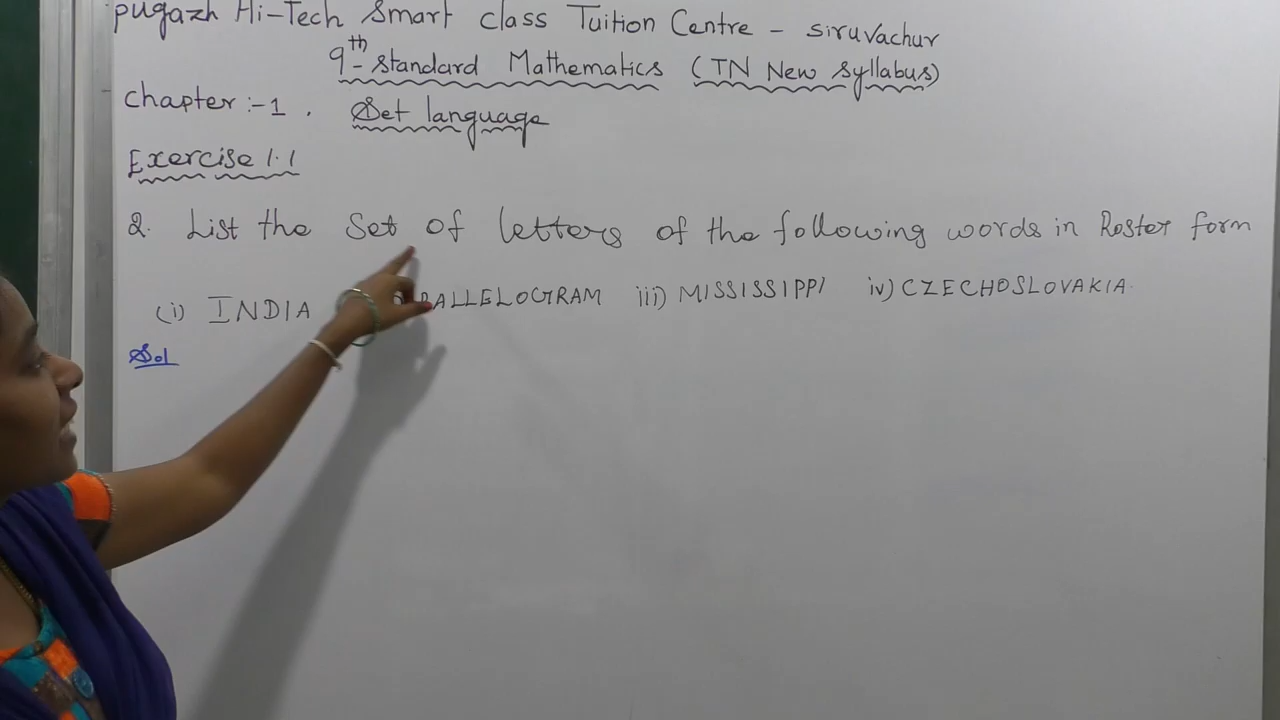 pugazh Hi-Tech Smart class Tuition Centre - siruvachur
9th - standard Mathematics (TN New syllabus)
chapter :- 1 . Set language
Exercise 1.1
2. List the set of letters of the following words in Roster form
(i) INDIA RALLELOGRAM iii) MISSISSIPPI iv) CZECHOSLOVAKIA.
Sol